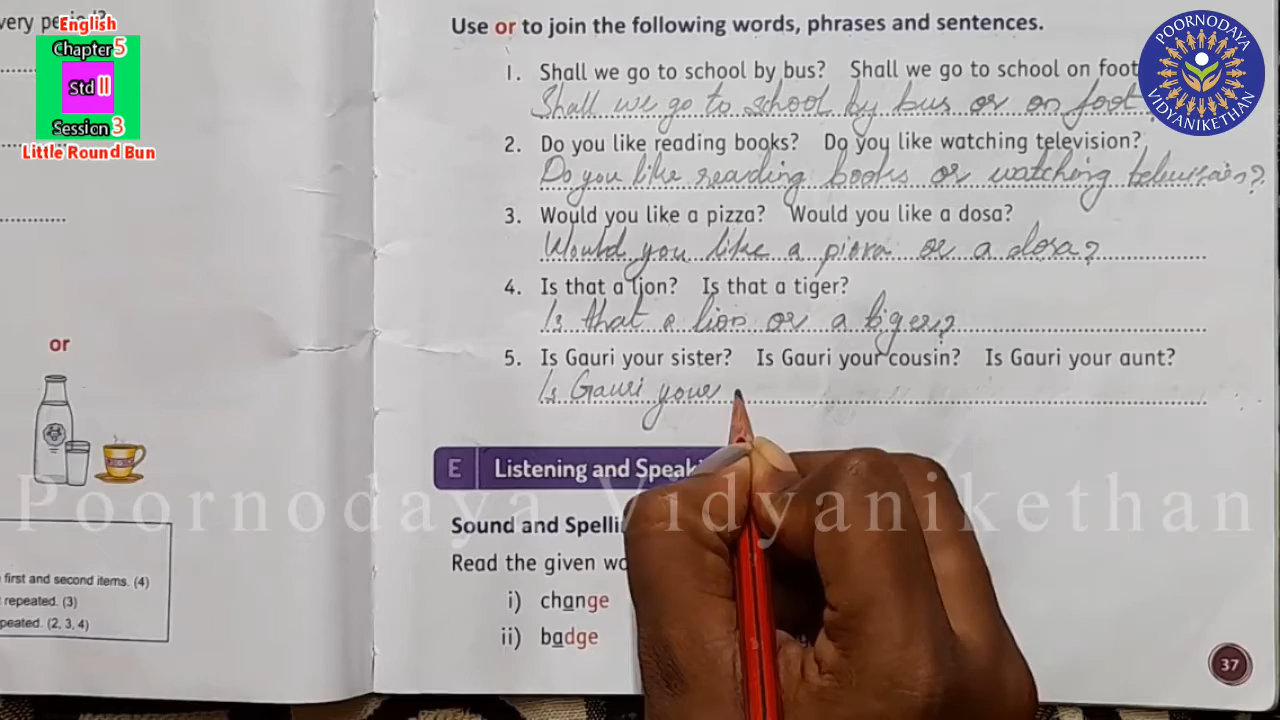 very period?
English
Chapter 5
Std II
Session 3
Little Round Bun
or
first and second items. (4)
repeated. (3)
peated. (2, 3, 4)
Use or to join the following words, phrases and sentences.
1. Shall we go to school by bus? Shall we go to school on foot
Shall we go to school by bus or on foot
2. Do you like reading books? Do you like watching television?
Do you like reading books or watching television?
3. Would you like a pizza? Would you like a dosa?
Would you like a pizza or a dosa?
4. Is that a lion? Is that a tiger?
Is that a lion or a tiger?
5. Is Gauri your sister? Is Gauri your cousin? Is Gauri your aunt?
Is Gauri your
E Listening and Speaki
Poornodaya Vidyanikethan
Sound and Spelli
Read the given wo
i) change
ii) badge
37
POORNODAYA
VIDYANIKETHAN